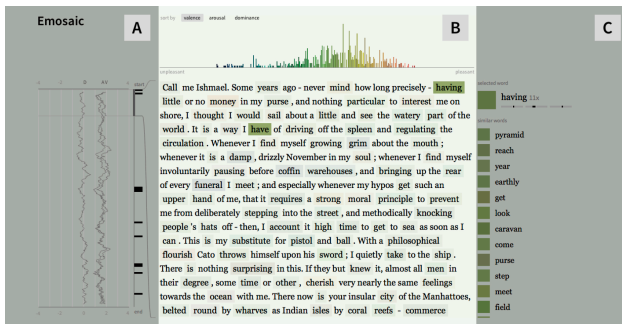 Emosaic
A
B
C
sort by valence arousal dominance
unpleasant
pleasant
D AV
start
end
Call me Ishmael. Some years ago - never mind how long precisely - having
little or no money in my purse , and nothing particular to interest me on
shore, I thought I would sail about a little and see the watery part of the
world . It is a way I have of driving off the spleen and regulating the
circulation . Whenever I find myself growing grim about the mouth ;
whenever it is a damp , drizzly November in my soul ; whenever I find myself
involuntarily pausing before coffin warehouses , and bringing up the rear
of every funeral I meet ; and especially whenever my hypos get such an
upper hand of me, that it requires a strong moral principle to prevent
me from deliberately stepping into the street , and methodically knocking
people 's hats off - then, I account it high time to get to sea as soon as I
can . This is my substitute for pistol and ball . With a philosophical
flourish Cato throws himself upon his sword ; I quietly take to the ship .
There is nothing surprising in this. If they but knew it, almost all men in
their degree , some time or other , cherish very nearly the same feelings
towards the ocean with me. There now is your insular city of the Manhattoes,
belted round by wharves as Indian isles by coral reefs - commerce
selected word
having 11x
similar words
pyramid
reach
year
earthly
get
look
caravan
come
purse
step
meet
field